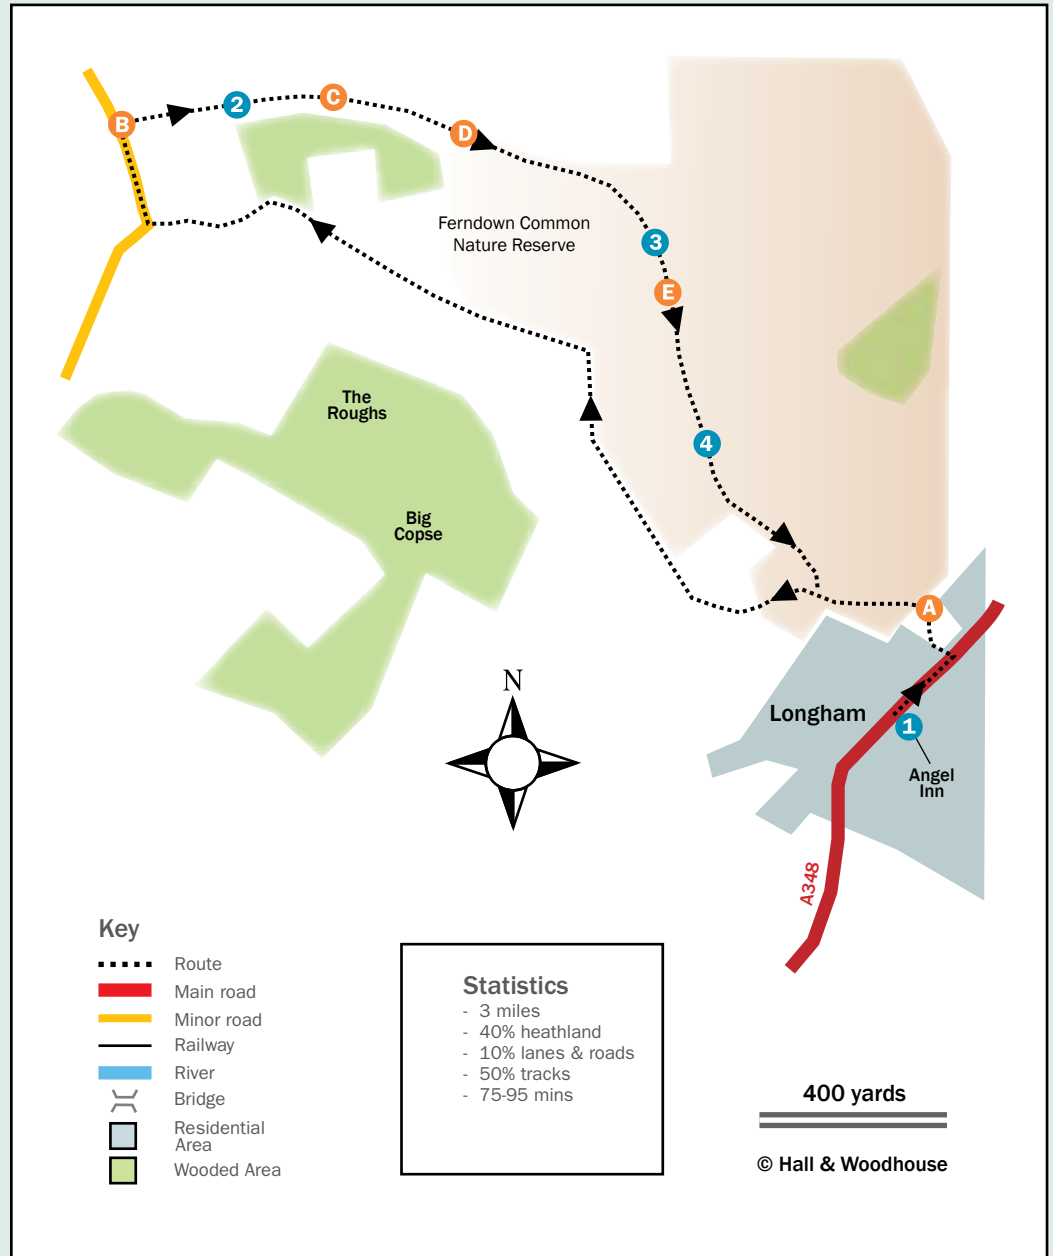 B
2
C
D
Ferndown Common
Nature Reserve
3
E
The
Roughs
4
Big
Copse
A
N
Longham
1
Angel
Inn
A348
Key
Route
Main road
Minor road
Railway
River
Bridge
Residential
Area
Wooded Area
Statistics
- 3 miles
- 40% heathland
- 10% lanes & roads
- 50% tracks
- 75-95 mins
400 yards
© Hall & Woodhouse